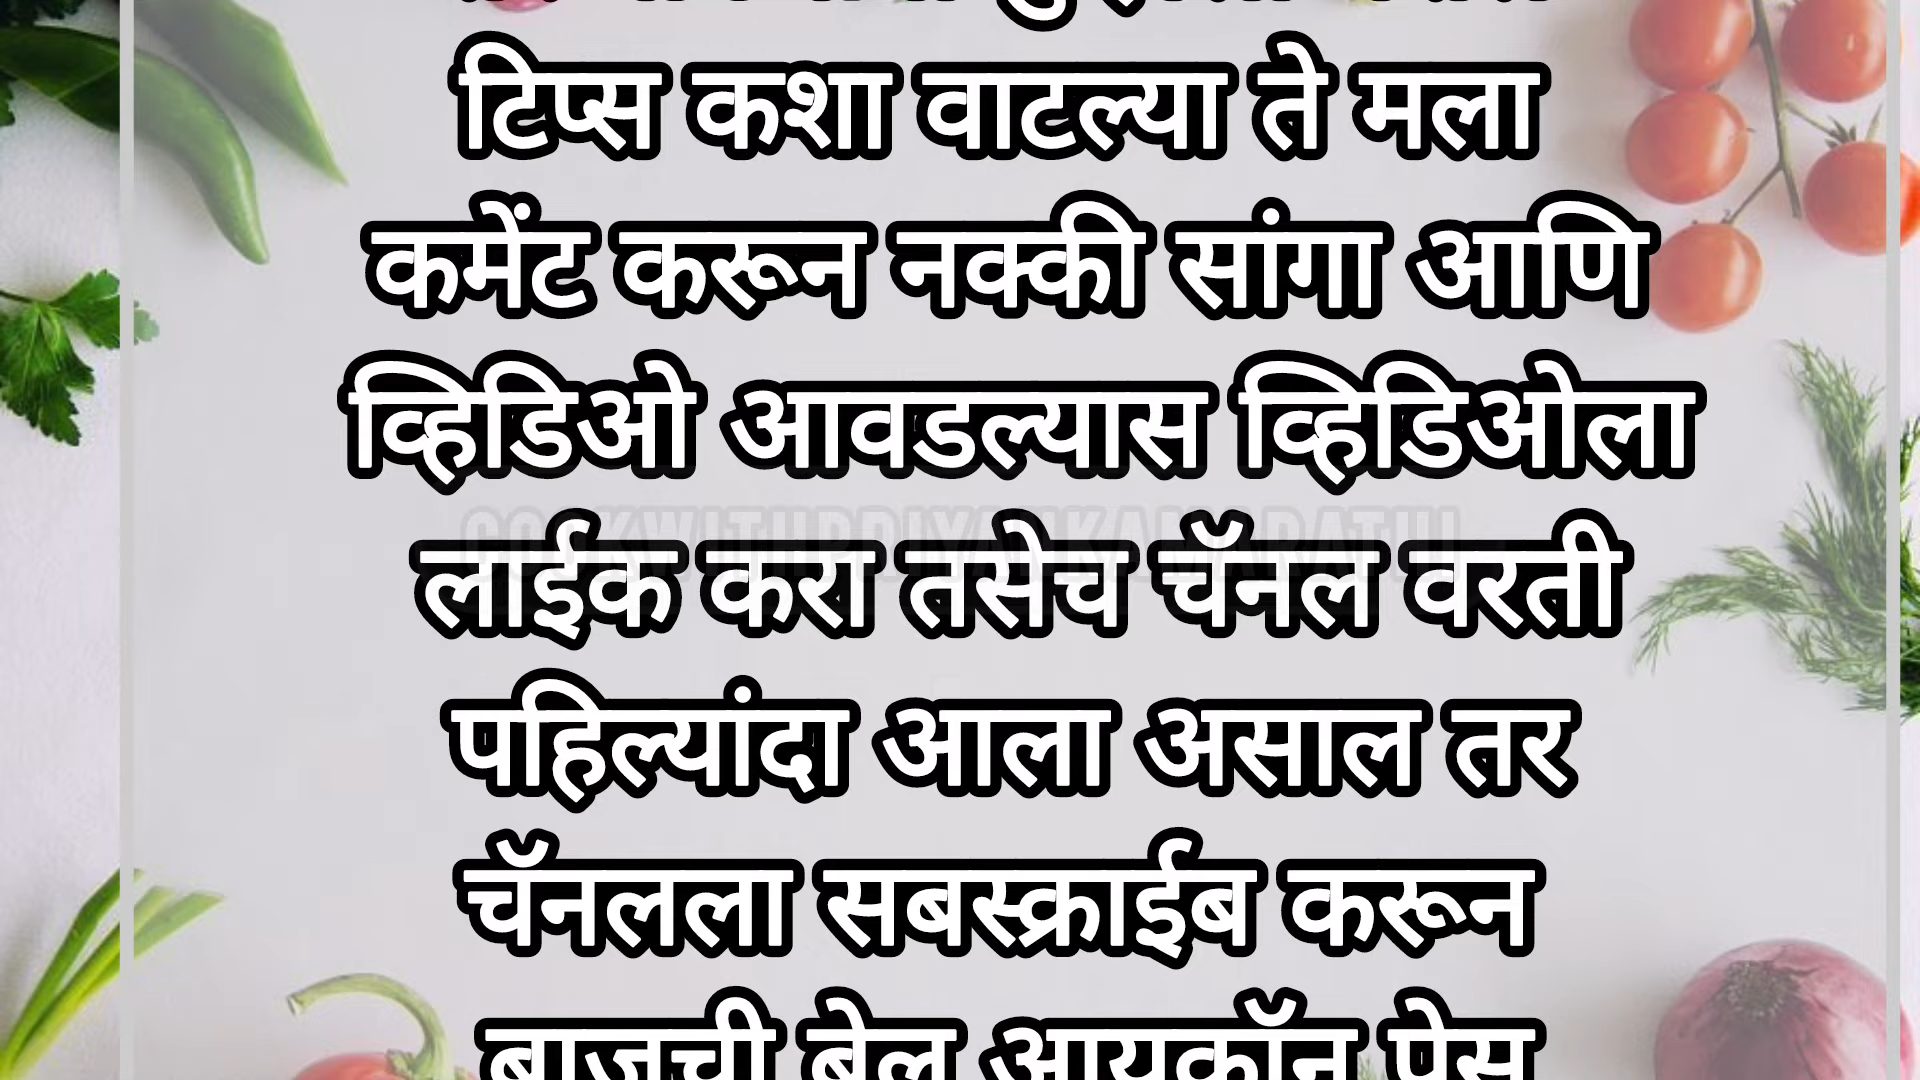 टिप्स कशा वाटल्या ते मला
कमेंट करून नक्की सांगा आणि
व्हिडिओ आवडल्यास व्हिडिओला
लाईक करा तसेच चॅनल वरती
पहिल्यांदा आला असाल तर
चॅनलला सबस्क्राईब करून
बाजूची बेल आयकॉन प्रेस